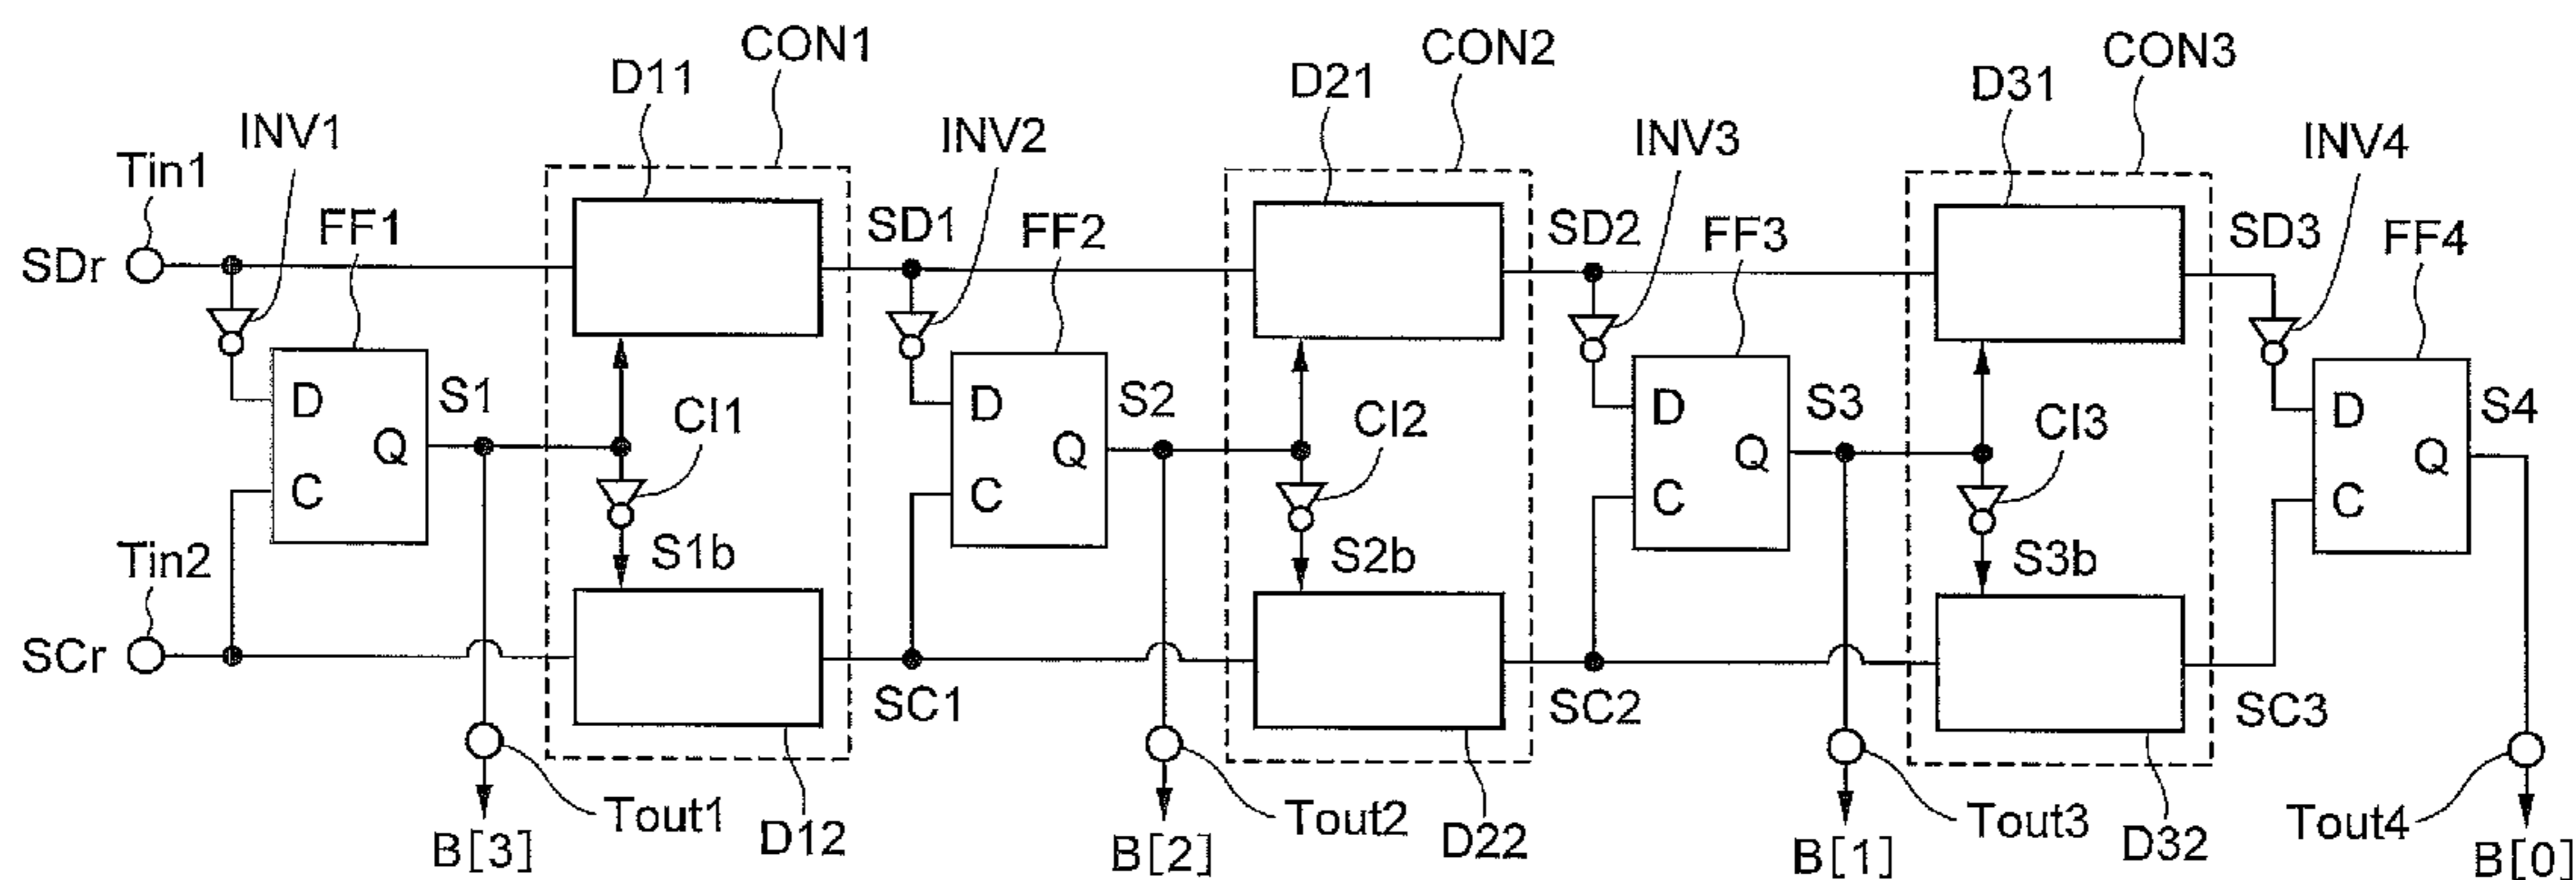 CON1
CON2
CON3
D11
D21
D31
INV1
INV2
INV3
INV4
Tin1
FF1
SD1
FF2
SD2
FF3
SD3
FF4
SDr
D
Q
C
S1
CI1
D
Q
C
S2
CI2
D
Q
C
S3
CI3
D
Q
C
S4
Tin2
S1b
S2b
S3b
SCr
SC1
SC2
SC3
Tout1
D12
Tout2
D22
Tout3
D32
Tout4
B[3]
B[2]
B[1]
B[0]